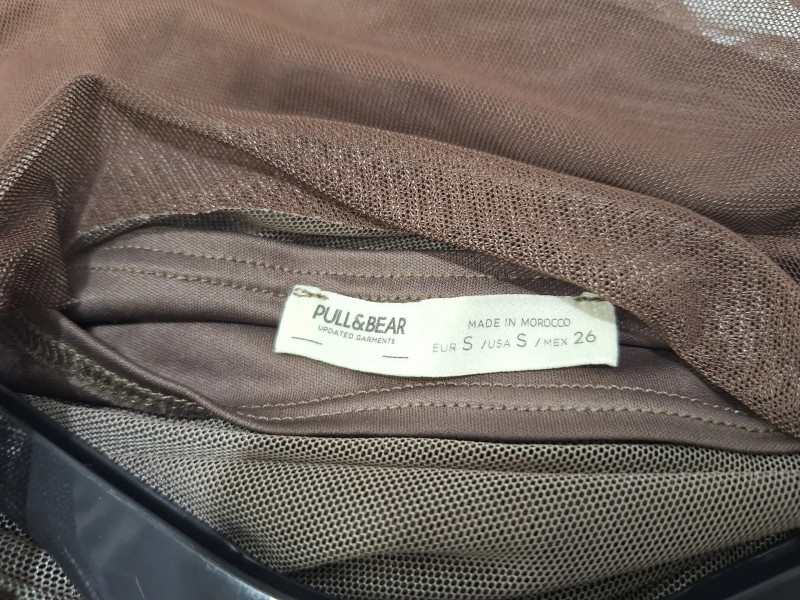 PULL&BEAR
UPDATED GARMENTS
MADE IN MOROCCO
EUR S /USA S /MEX 26